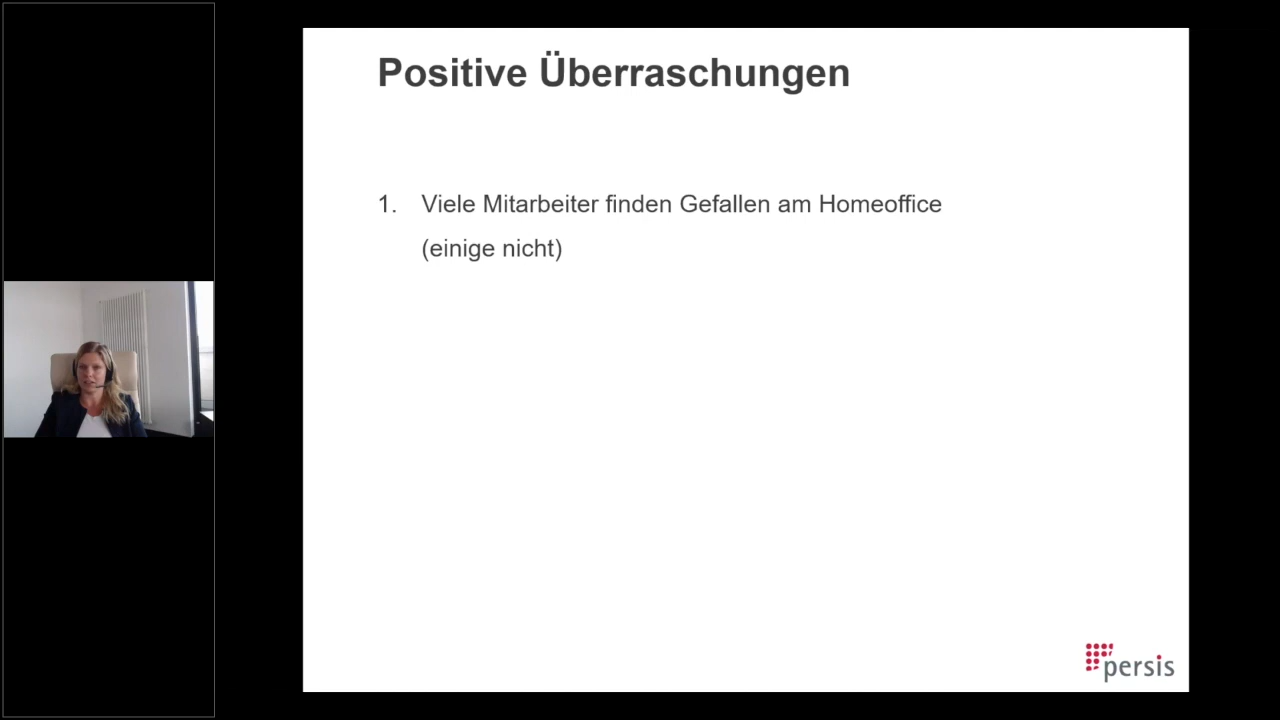 Positive Überraschungen
1. Viele Mitarbeiter finden Gefallen am Homeoffice
(einige nicht)
persis